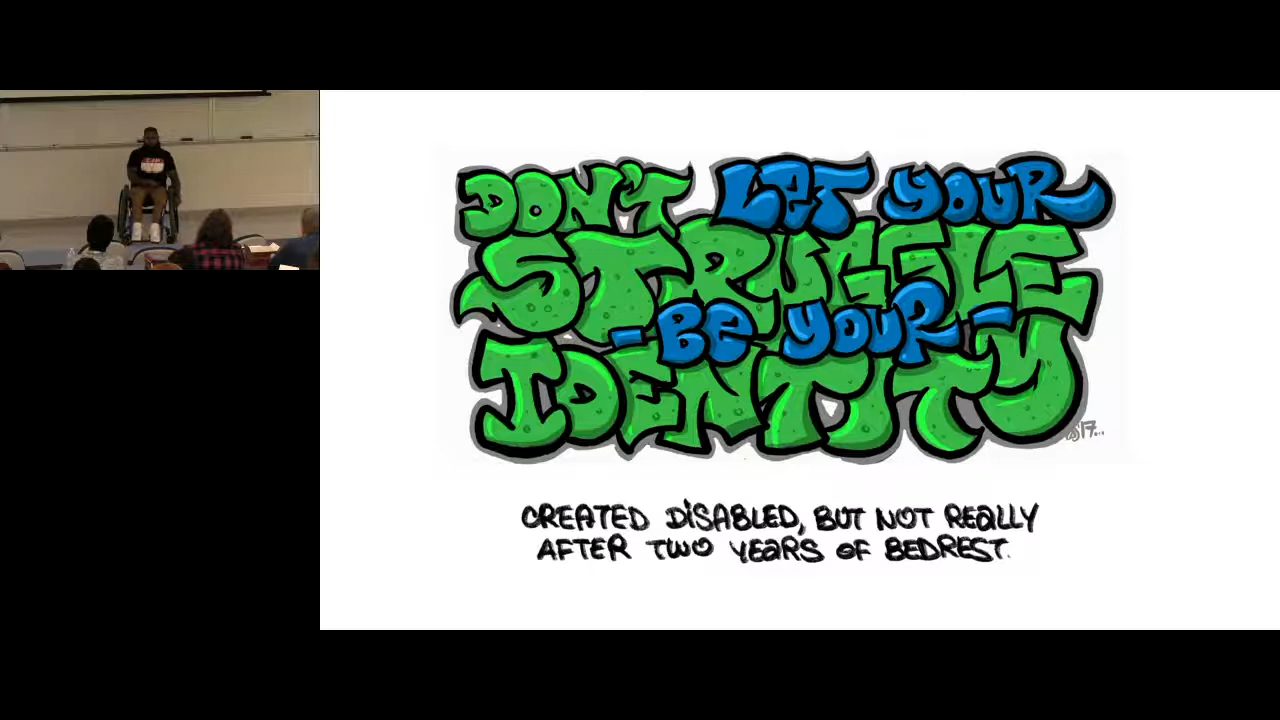 DON'T LET YOUR
STRUGGLE
-BE YOUR-
IDENTITY
CREATED DISABLED, BUT NOT REALLY
AFTER TWO YEARS OF BEDREST.